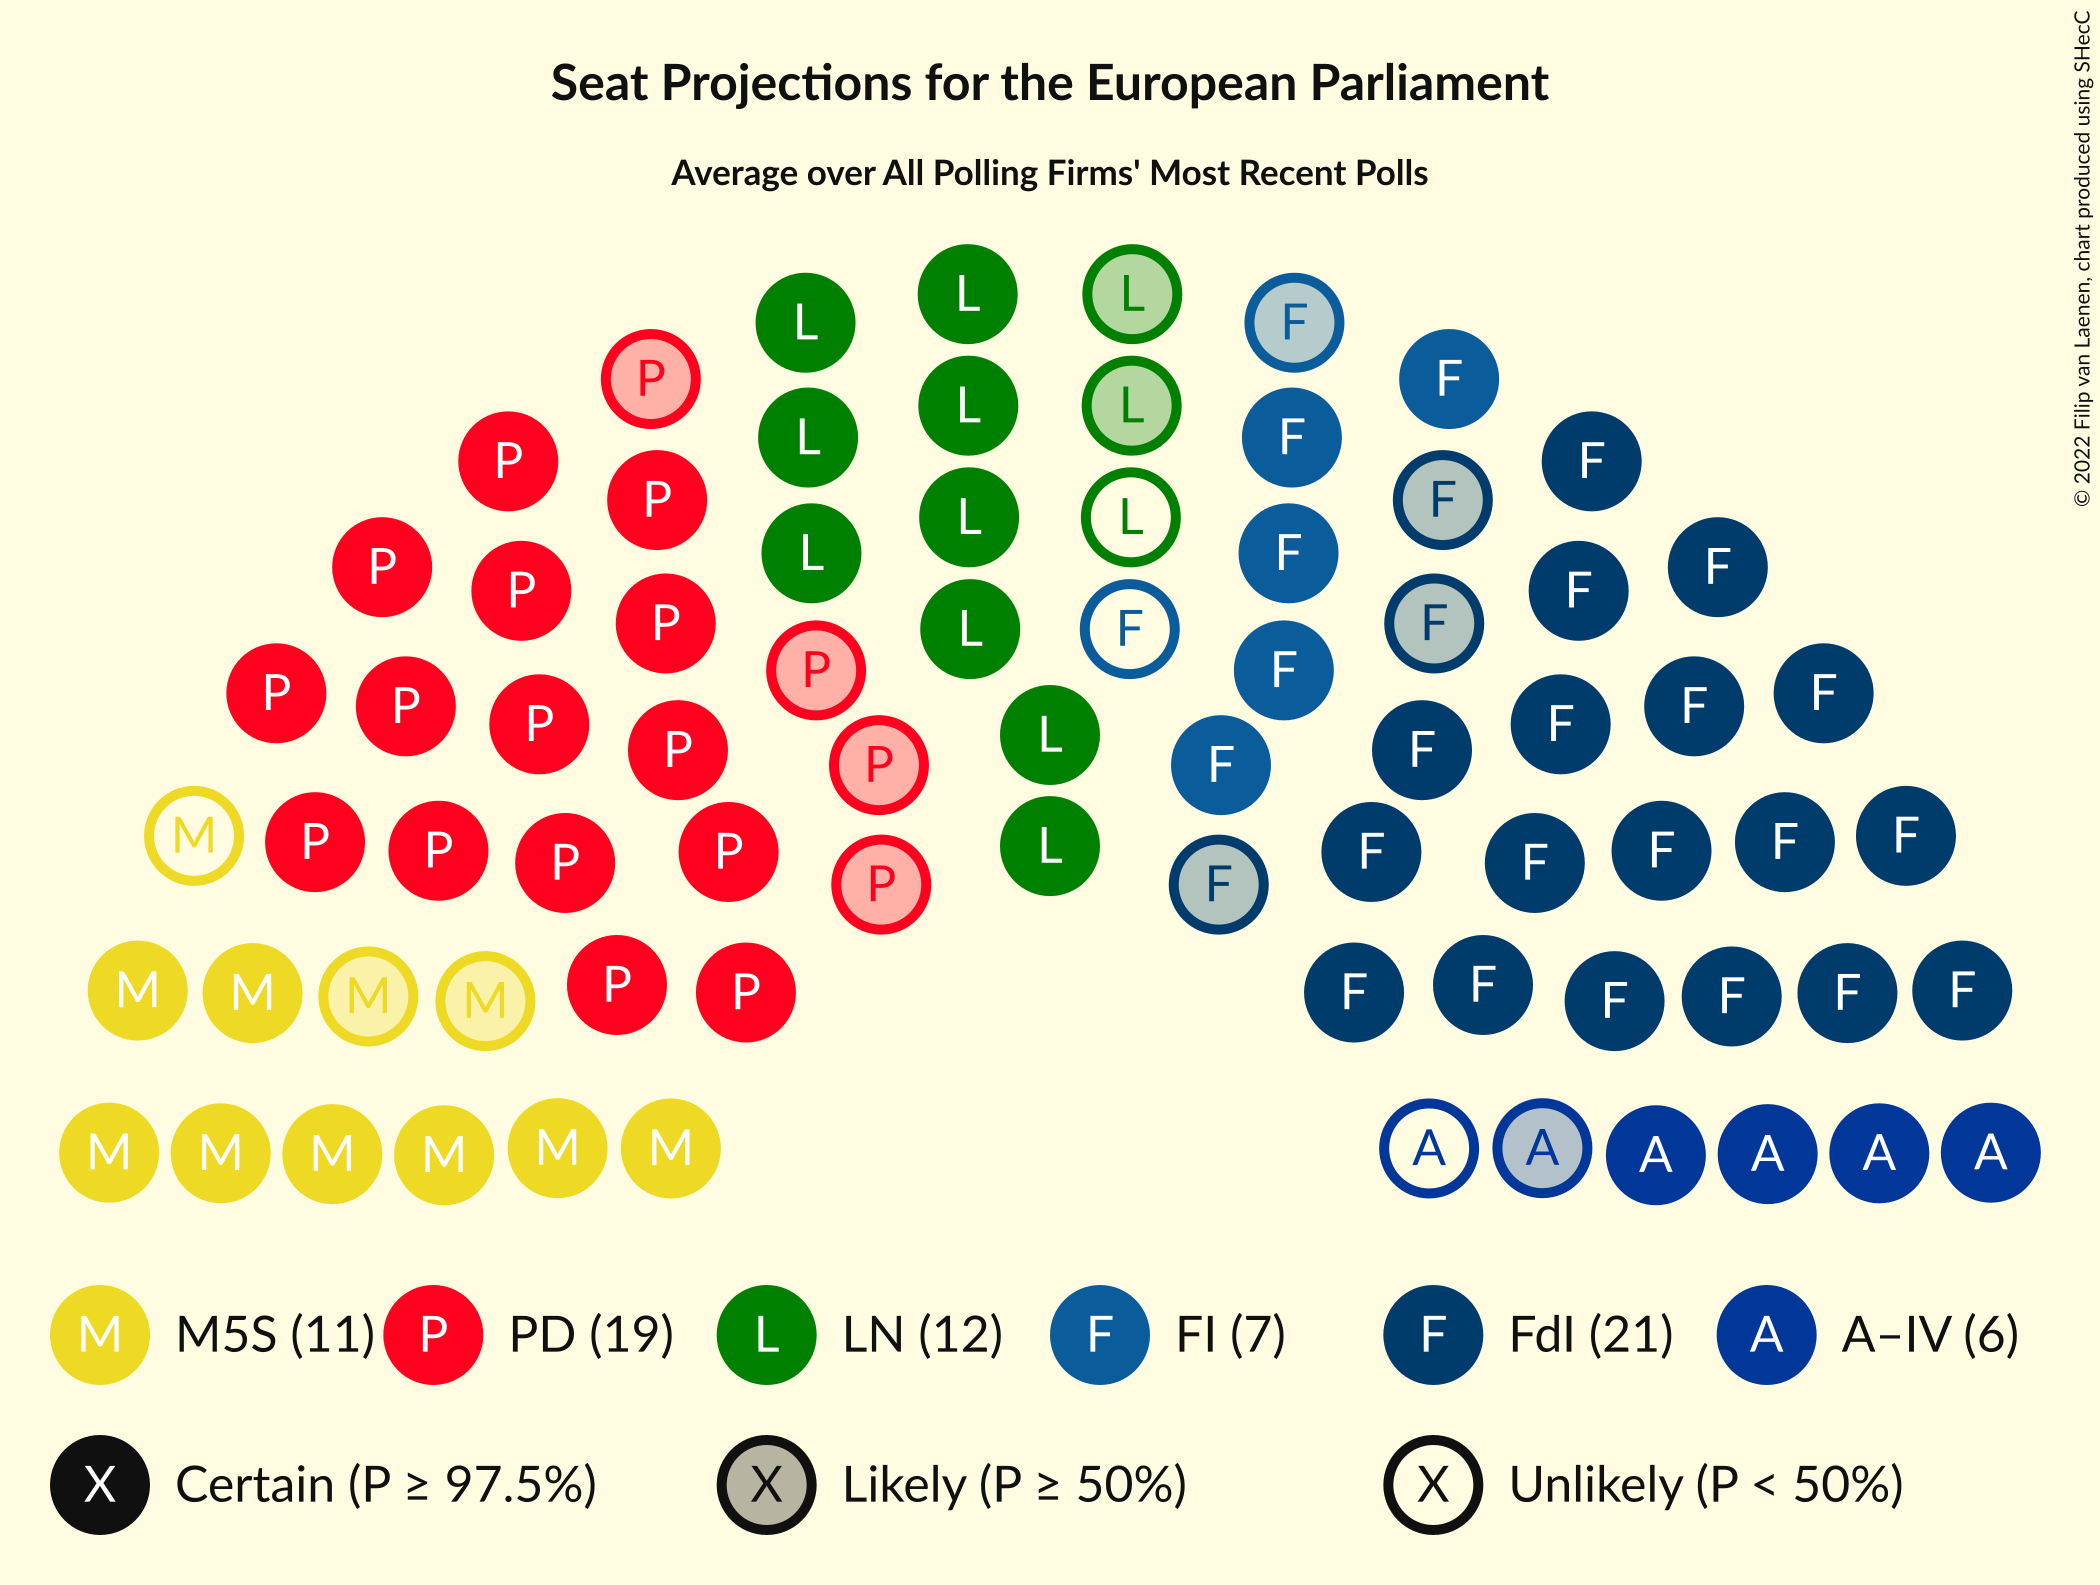 Seat Projections for the European Parliament
Average over All Polling Firms' Most Recent Polls
© 2022 Filip van Laenen, chart produced using SHecC
L L
L F
L F
P F
L L
P F
L F
P F
P F
L L
L F
P F
P F
P F
L F
P F
P F
P F
P F
P F
P F
L
P F
P F
M F
P F
P F
P F
P F
L
P F
P F
M F
M F
M F
M F
M M M M M M A A A A A A
M M5S (11) P PD (19) L LN (12) F FI (7) F FdI (21) A A–IV (6)
X Certain (P ≥ 97.5%) X Likely (P ≥ 50%) X Unlikely (P < 50%)